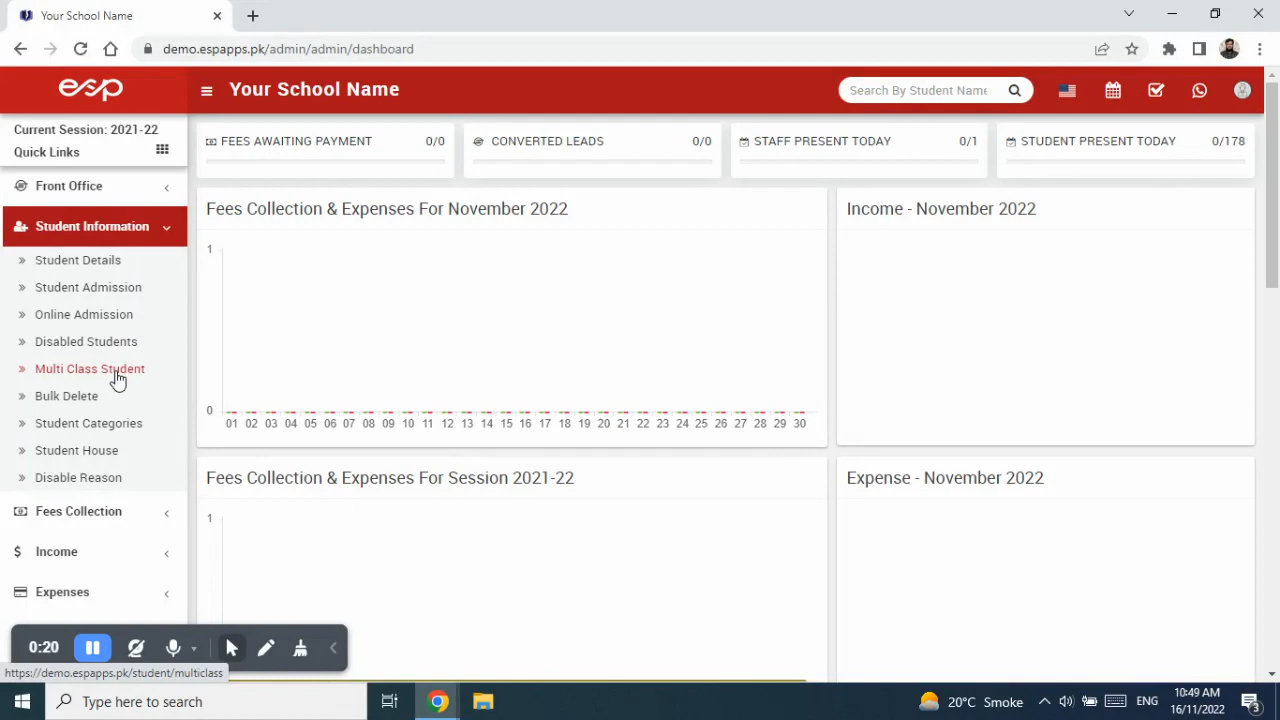 Your School Name
demo.espapps.pk/admin/admin/dashboard
esp
Your School Name
Search By Student Name
Current Session: 2021-22
Quick Links
FEES AWAITING PAYMENT 0/0
CONVERTED LEADS 0/0
STAFF PRESENT TODAY 0/1
STUDENT PRESENT TODAY 0/178
Front Office
Student Information
Student Details
Student Admission
Online Admission
Disabled Students
Multi Class Student
Bulk Delete
Student Categories
Student House
Disable Reason
Fees Collection
Income
Expenses
Fees Collection & Expenses For November 2022
1
0
01 02 03 04 05 06 07 08 09 10 11 12 13 14 15 16 17 18 19 20 21 22 23 24 25 26 27 28 29 30
Income - November 2022
Fees Collection & Expenses For Session 2021-22
1
Expense - November 2022
0:20
https://demo.espapps.pk/student/multiclass
Type here to search
20°C Smoke
ENG
10:49 AM
16/11/2022
3